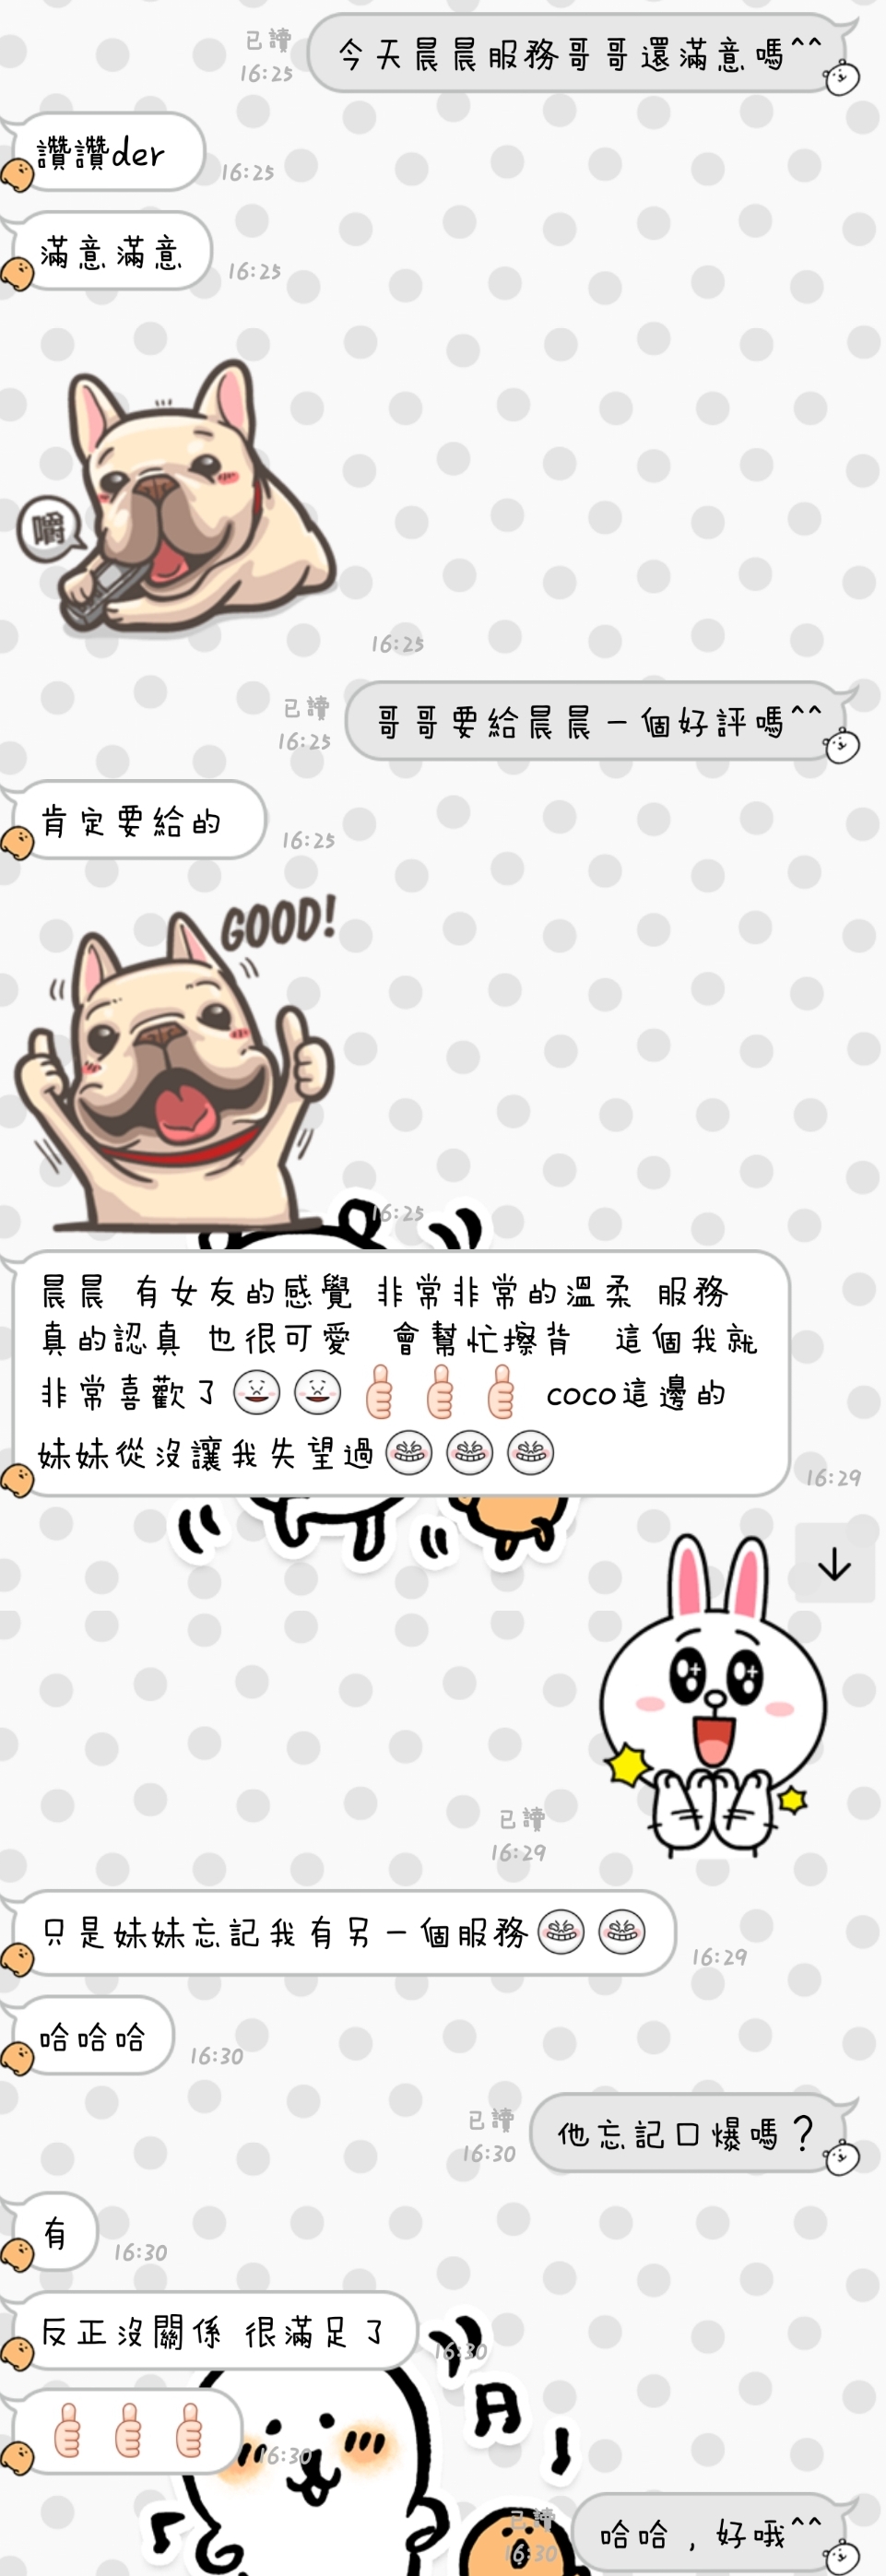 今天晨晨服務哥哥還滿意嗎^^
已讀
16:25
讚讚der
16:25
滿意滿意
16:25
嚼
16:25
哥哥要給晨晨一個好評嗎^^
已讀
16:25
肯定要給的
16:25
GOOD!
16:25
晨晨 有女友的感覺 非常非常的溫柔 服務
真的認真 也很可愛 會幫忙擦背 這個我就
非常喜歡了 👍👍👍 coco這邊的
妹妹從沒讓我失望過
16:29
已讀
16:29
只是妹妹忘記我有另一個服務
16:29
哈哈哈
16:30
他忘記口爆嗎？
已讀
16:30
有
16:30
反正沒關係 很滿足了
16:30
👍👍👍
16:30
哈哈，好哦^^
已讀
16:30